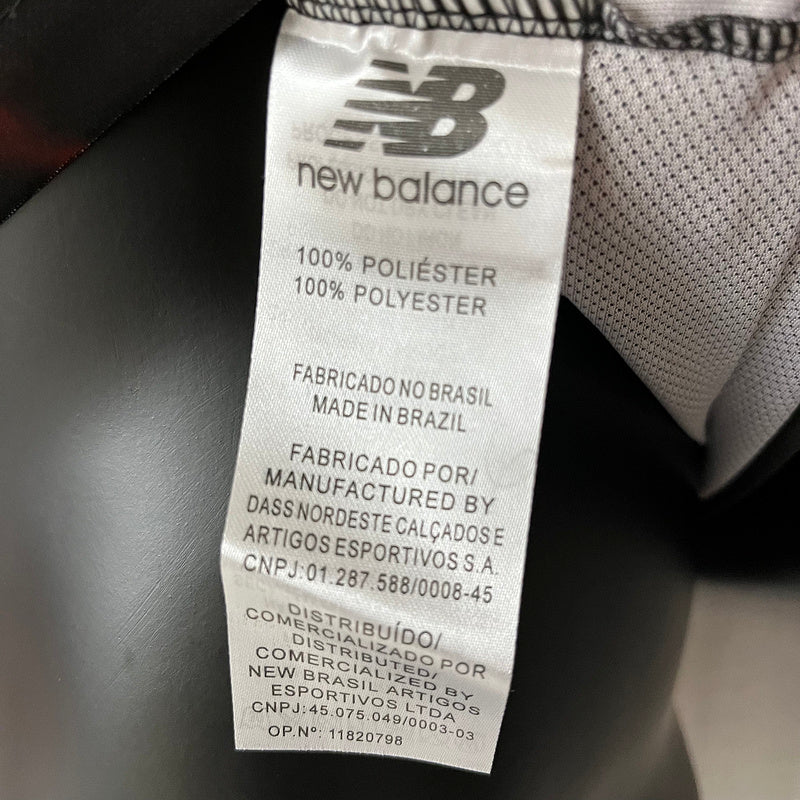 NB
new balance
100% POLIÉSTER
100% POLYESTER
FABRICADO NO BRASIL
MADE IN BRAZIL
FABRICADO POR/
MANUFACTURED BY
DASS NORDESTE CALÇADOS E
ARTIGOS ESPORTIVOS S.A.
CNPJ:01.287.588/0008-45
DISTRIBUÍDO/
COMERCIALIZADO POR
DISTRIBUTED/
COMERCIALIZED BY
NEW BRASIL ARTIGOS
ESPORTIVOS LTDA
CNPJ:45.075.049/0003-03
OP.Nº: 11820798